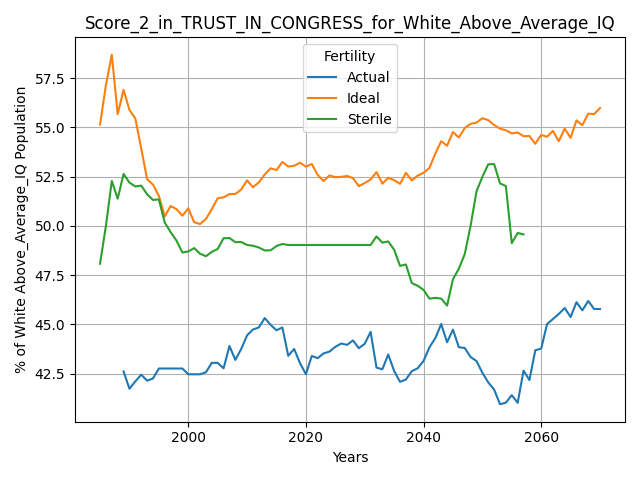 Score_2_in_TRUST_IN_CONGRESS_for_White_Above_Average_IQ
Fertility
Actual
Ideal
Sterile
% of White Above_Average_IQ Population
57.5
55.0
52.5
50.0
47.5
45.0
42.5
2000
2020
2040
2060
Years